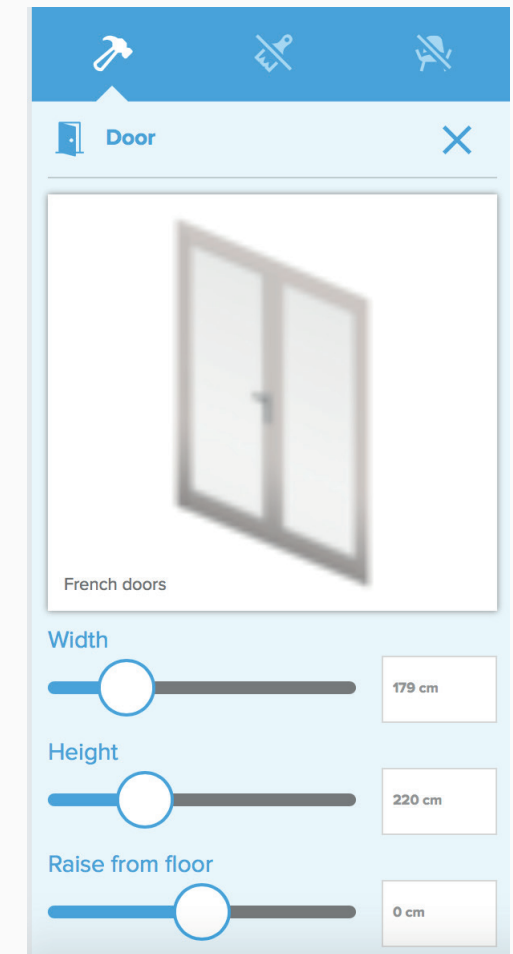 Door
French doors
Width
179 cm
Height
220 cm
Raise from floor
0 cm